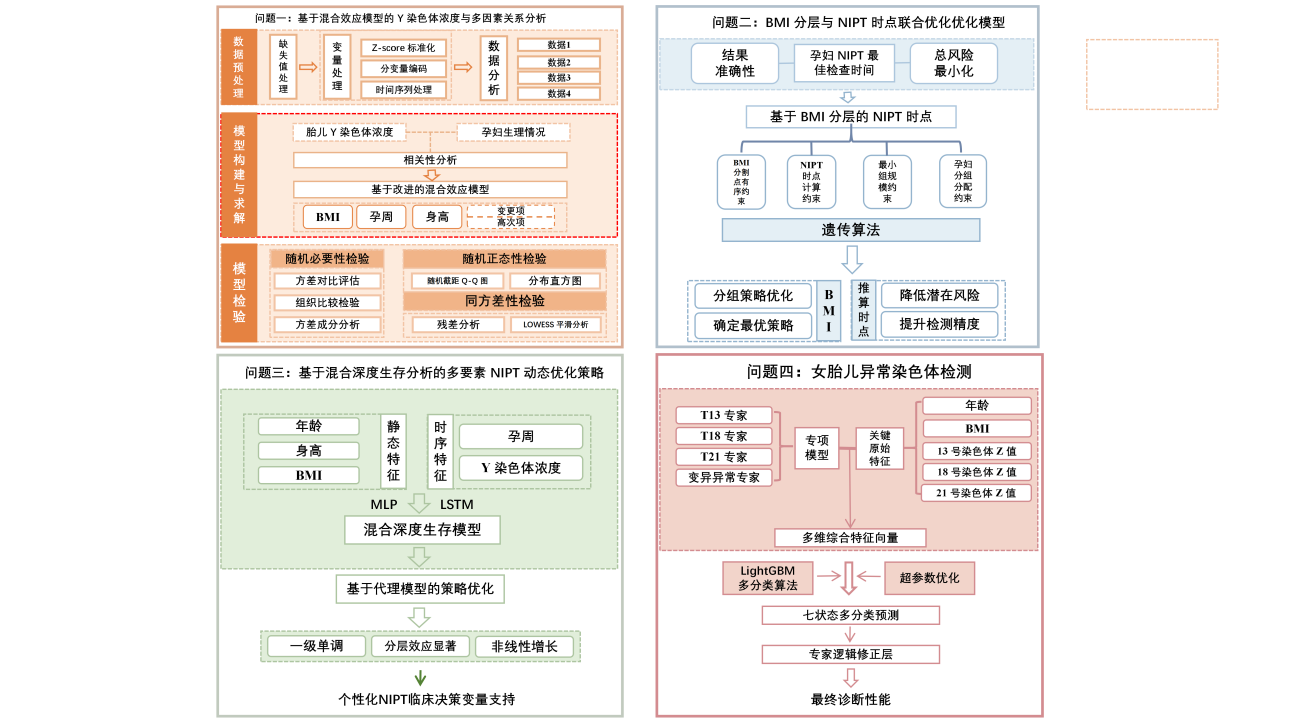 问题一：基于混合效应模型的 Y 染色体浓度与多因素关系分析
数据预处理
缺失值处理
变量处理
Z-score 标准化
分变量编码
时间序列处理
数据分析
数据1
数据2
数据3
数据4
模型构建与求解
胎儿 Y 染色体浓度
孕妇生理情况
相关性分析
基于改进的混合效应模型
BMI
孕周
身高
变更项
高次项
模型检验
随机必要性检验
方差对比评估
组织比较检验
方差成分分析
随机正态性检验
随机截距 Q-Q 图
分布直方图
同方差性检验
残差分析
LOWESS 平滑分析
问题二：BMI 分层与 NIPT 时点联合优化优化模型
结果
准确性
孕妇 NIPT 最
佳检查时间
总风险
最小化
基于 BMI 分层的 NIPT 时点
BMI
分割
点有
序约
束
NIPT
时点
计算
约束
最小
组规
模约
束
孕妇
分组
分配
约束
遗传算法
分组策略优化
确定最优策略
BMI
推算时点
降低潜在风险
提升检测精度
问题三：基于混合深度生存分析的多要素 NIPT 动态优化策略
年龄
身高
BMI
静态特征
时序特征
孕周
Y 染色体浓度
MLP
LSTM
混合深度生存模型
基于代理模型的策略优化
一级单调
分层效应显著
非线性增长
个性化NIPT临床决策变量支持
问题四：女胎儿异常染色体检测
T13 专家
T18 专家
T21 专家
变异异常专家
专项
模型
关键
原始
特征
年龄
BMI
13 号染色体 Z 值
18 号染色体 Z 值
21 号染色体 Z 值
多维综合特征向量
LightGBM
多分类算法
超参数优化
七状态多分类预测
专家逻辑修正层
最终诊断性能